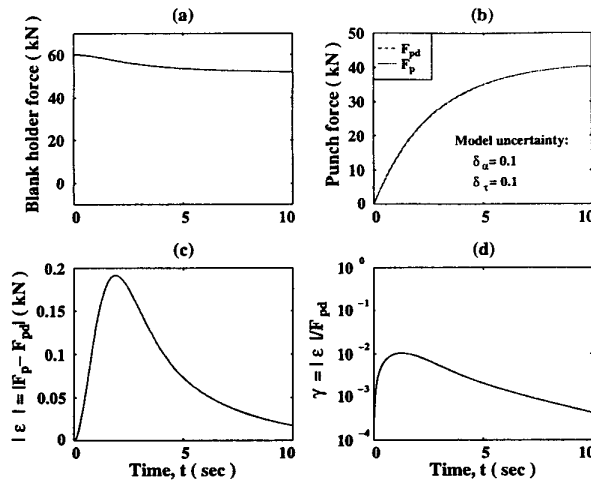 (a)
Blank holder force ( kN )
60
40
20
0
0
5
10
(b)
Punch force ( kN )
50
40
30
20
10
0
F_pd
F_p
Model uncertainty:
δ_α = 0.1
δ_τ = 0.1
0
5
10
(c)
| ε | = |F_p − F_pd| ( kN )
0.2
0.15
0.1
0.05
0
0
5
10
Time, t ( sec )
(d)
γ = | ε |/F_pd
10^0
10^−1
10^−2
10^−3
10^−4
0
5
10
Time, t ( sec )